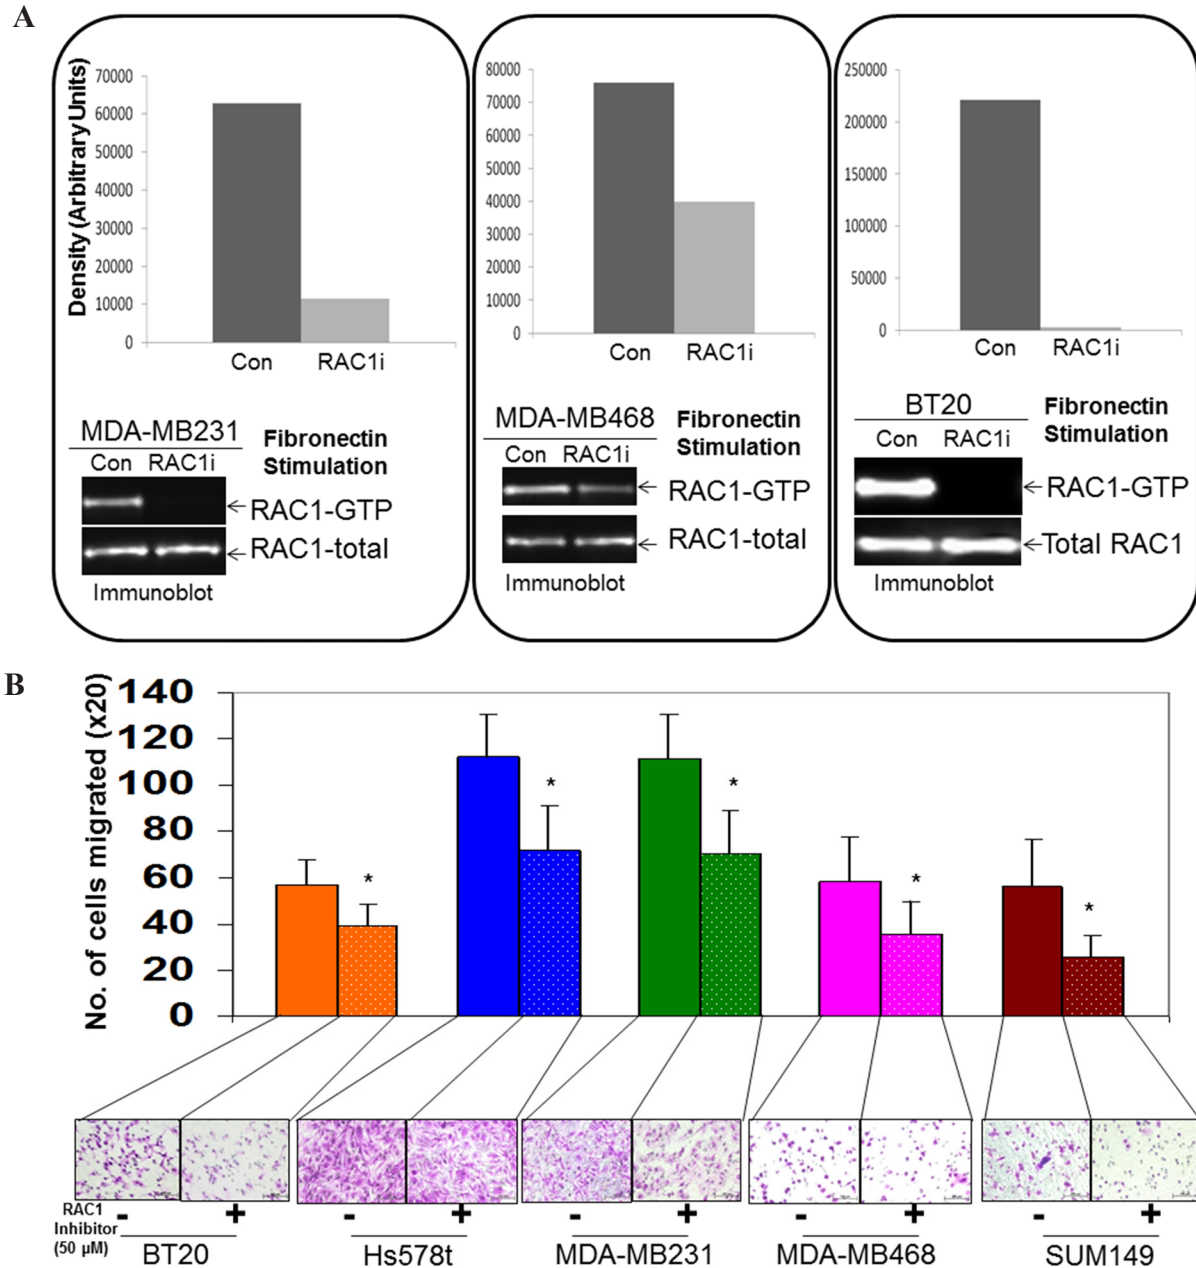 A
Density (Arbitrary Units)
70000
60000
50000
40000
30000
20000
10000
0
Con RAC1i
MDA-MB231
Con RAC1i
Fibronectin
Stimulation
←RAC1-GTP
←RAC1-total
Immunoblot
80000
70000
60000
50000
40000
30000
20000
10000
0
Con RAC1i
MDA-MB468
Con RAC1i
Fibronectin
Stimulation
←RAC1-GTP
←RAC1-total
Immunoblot
250000
200000
150000
100000
50000
0
Con RAC1i
BT20
Con RAC1i
Fibronectin
Stimulation
←RAC1-GTP
←Total RAC1
Immunoblot
B
No. of cells migrated (x20)
140
120
100
80
60
40
20
0
* * * * *
RAC1
Inhibitor
(50 µM)
- + - + - + - + - +
BT20 Hs578t MDA-MB231 MDA-MB468 SUM149